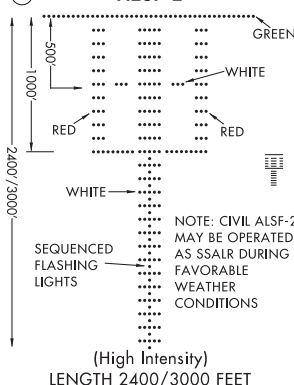 ALSF-2
GREEN
500'
1000'
WHITE
RED
RED
2400'/3000'
WHITE
SEQUENCED
FLASHING
LIGHTS
NOTE: CIVIL ALSF-2
MAY BE OPERATED
AS SSALR DURING
FAVORABLE
WEATHER
CONDITIONS
(High Intensity)
LENGTH 2400/3000 FEET